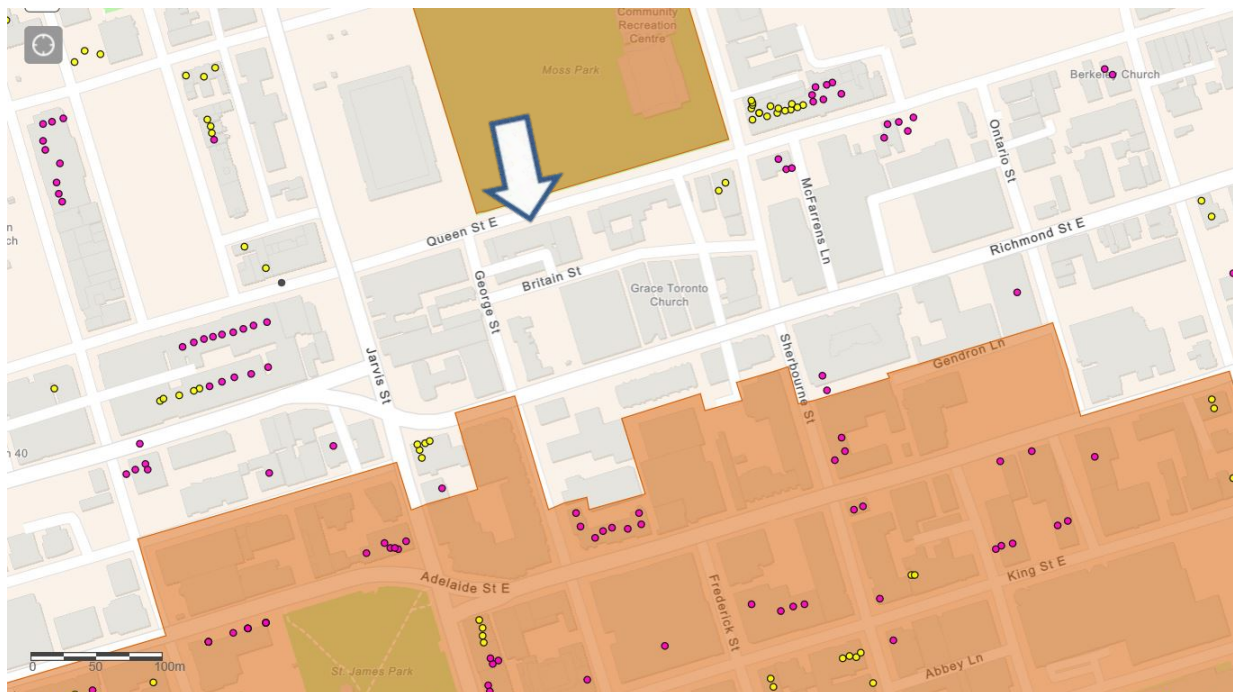 Community
Recreation
Centre
Moss Park
Berkeley Church
Ontario St
McFarrens Ln
Queen St E
Richmond St E
Britain St
George St
Grace Toronto
Church
Jarvis St
Sherbourne St
Gendron Ln
40
Adelaide St E
King St E
Frederick St
St. James Park
Abbey Ln
0 50 100m